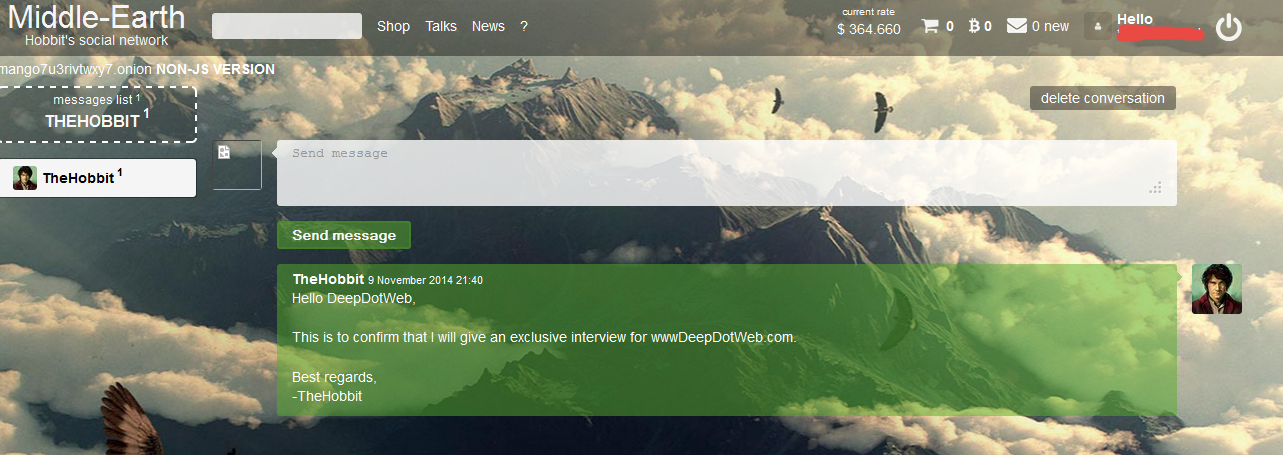 Middle-Earth
Hobbit's social network
Shop Talks News ?
current rate
$ 364.660
0
฿ 0
0 new
Hello
mango7u3rivtwxy7.onion NON-JS VERSION
messages list 1
THEHOBBIT 1
delete conversation
TheHobbit 1
Send message
Send message
TheHobbit 9 November 2014 21:40
Hello DeepDotWeb,
This is to confirm that I will give an exclusive interview for wwwDeepDotWeb.com.
Best regards,
-TheHobbit